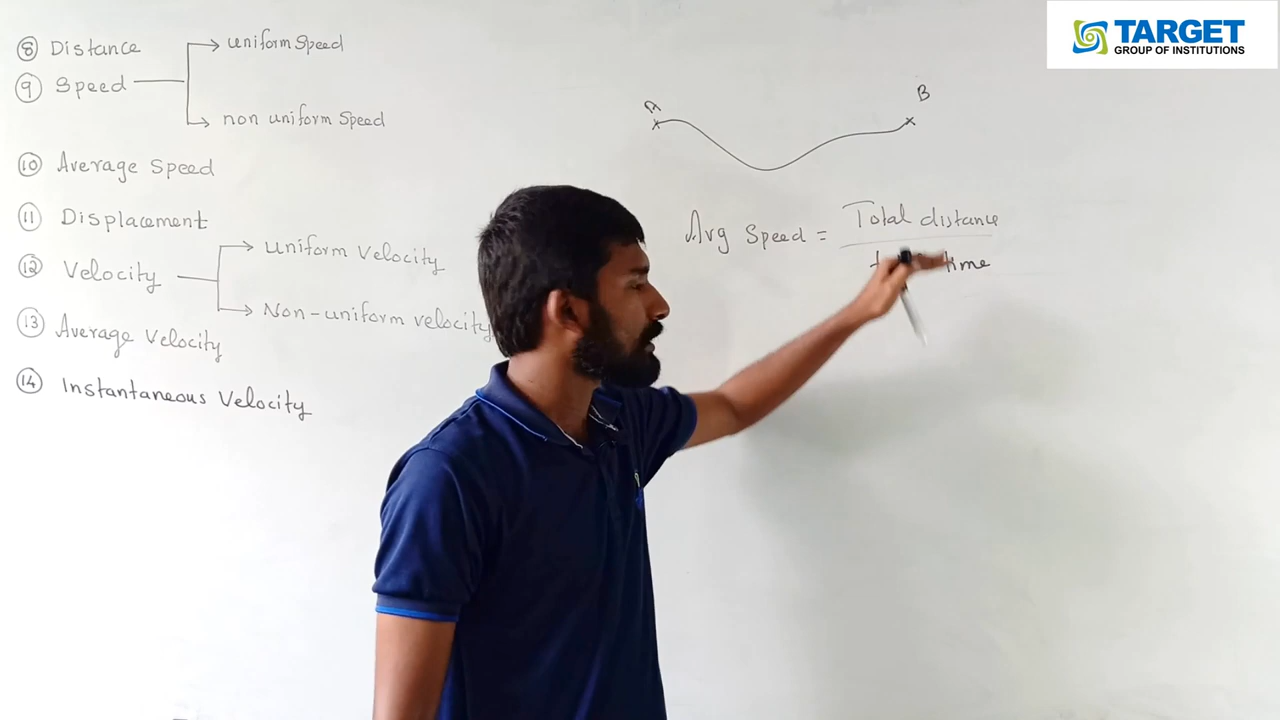 TARGET
GROUP OF INSTITUTIONS
⑧ Distance
⑨ Speed
uniform Speed
non uniform Speed
⑩ Average Speed
⑪ Displacement
⑫ Velocity
uniform Velocity
Non-uniform velocity
⑬ Average Velocity
⑭ Instantaneous Velocity
A
B
Avg Speed = Total distance
time